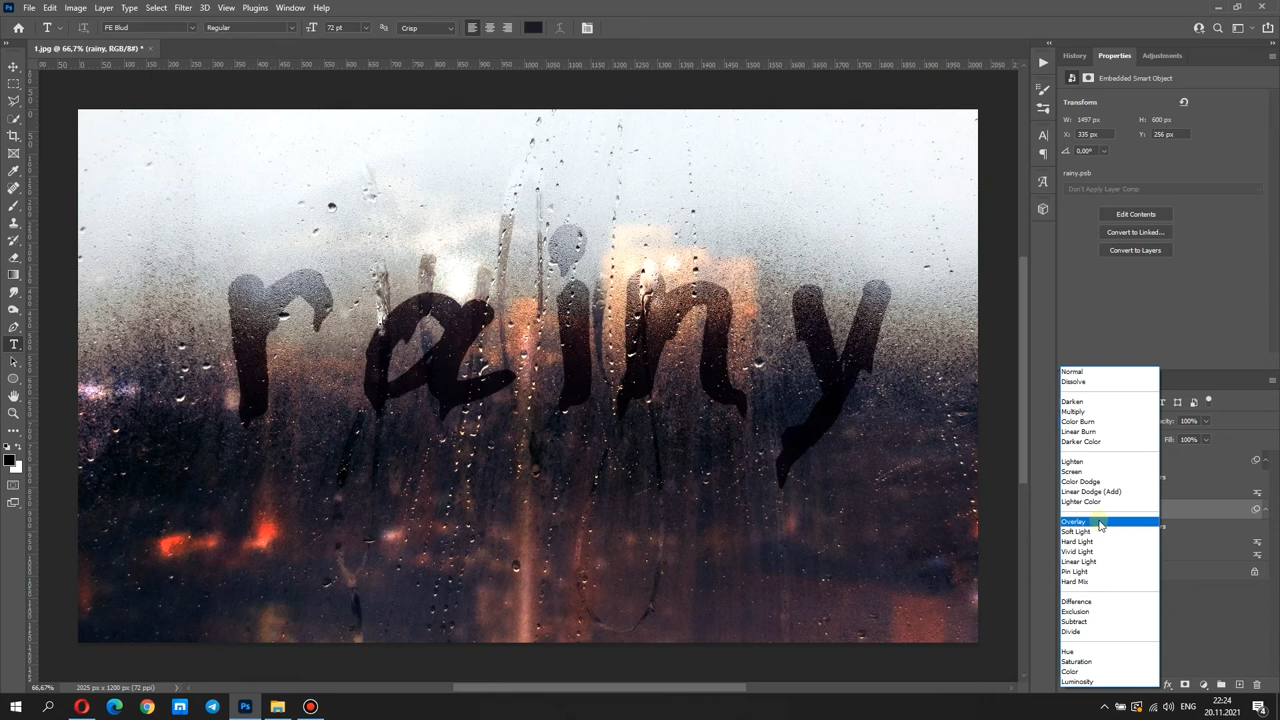 File Edit Image Layer Type Select Filter 3D View Plugins Window Help
FE Blud Regular 72 pt Crisp
1.jpg @ 66,7% (rainy, RGB/8#) *
History Properties Adjustments
Embedded Smart Object
Transform
W: 1497 px H: 600 px
X: 335 px Y: 256 px
0,00°
rainy.psb
Don't Apply Layer Comp
Edit Contents
Convert to Linked...
Convert to Layers
rainy
Normal
Dissolve
Darken
Multiply
Color Burn
Linear Burn
Darker Color
Lighten
Screen
Color Dodge
Linear Dodge (Add)
Lighter Color
Overlay
Soft Light
Hard Light
Vivid Light
Linear Light
Pin Light
Hard Mix
Difference
Exclusion
Subtract
Divide
Hue
Saturation
Color
Luminosity
100%
Fill: 100%
66,67% 2025 px x 1200 px (72 ppi)
22:24
20.11.2021